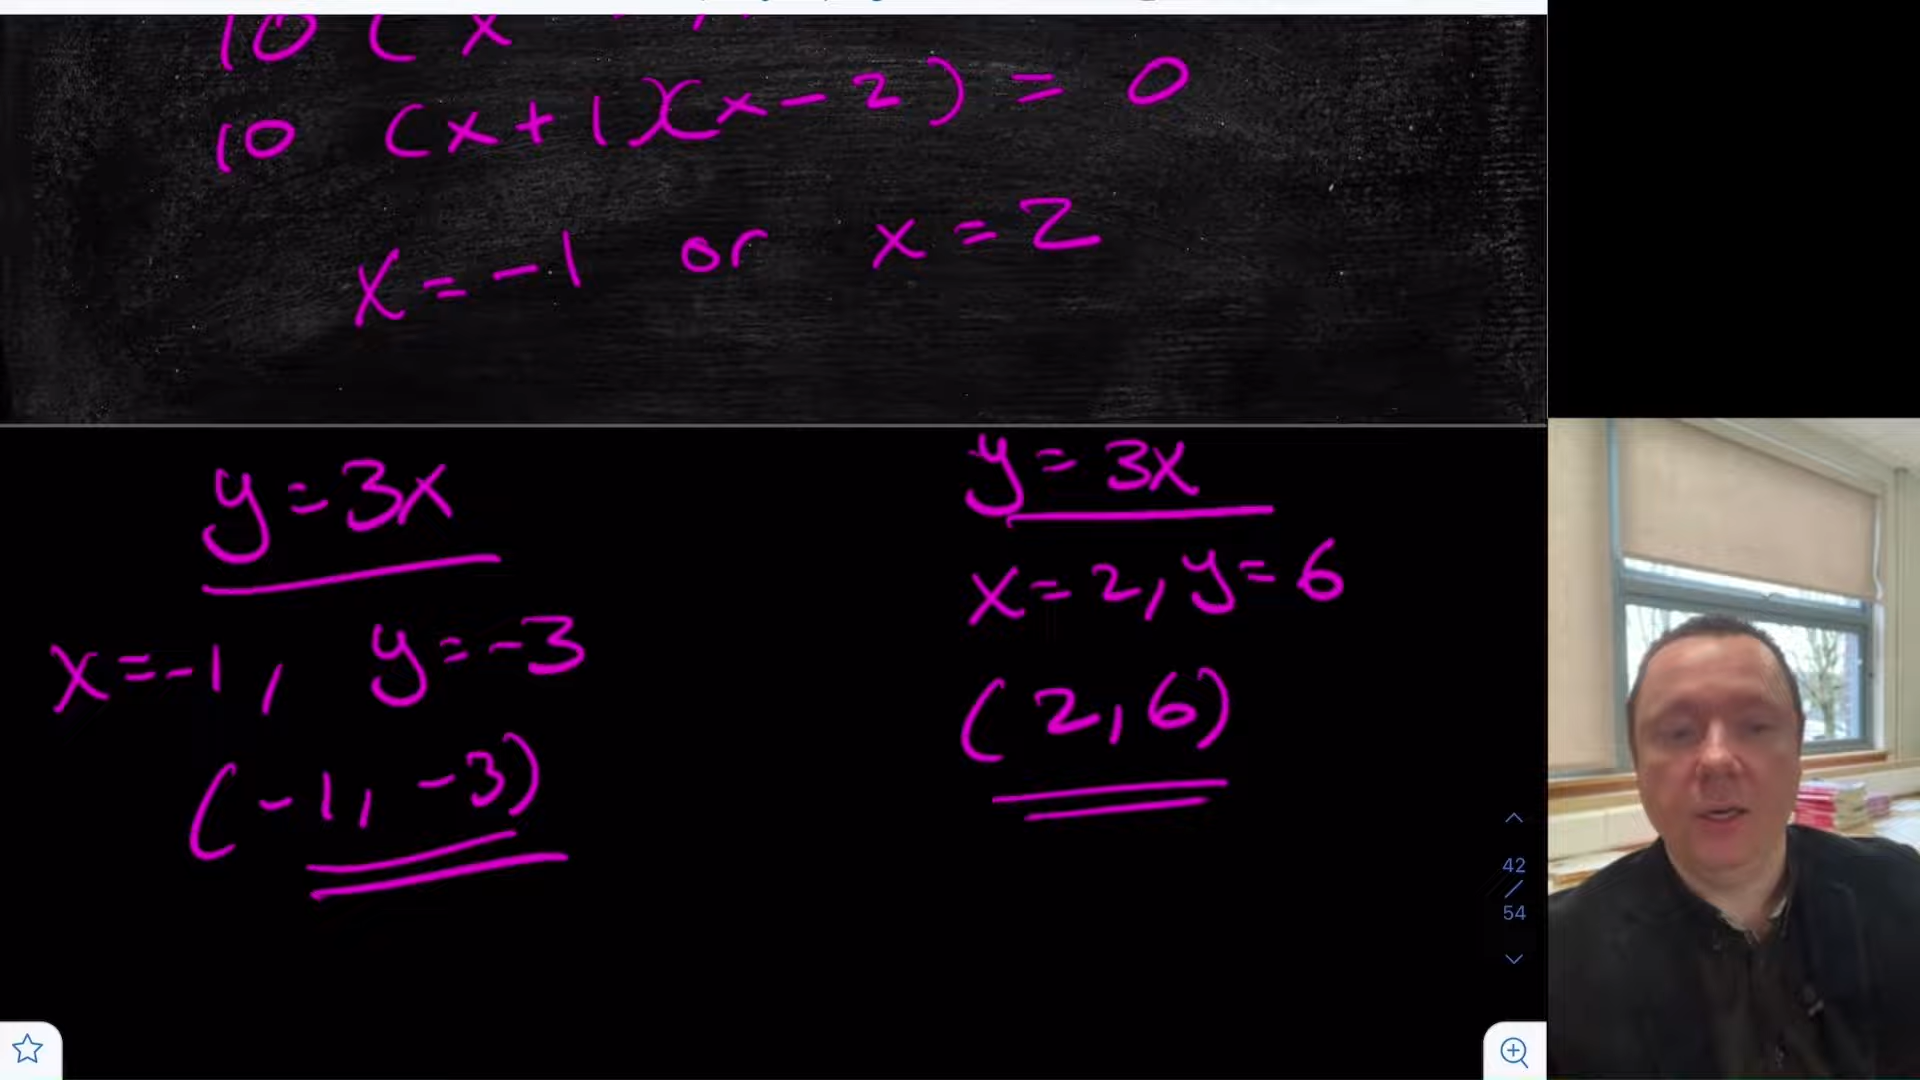 10 (x
10 (x+1)(x-2) = 0
x = -1 or x = 2
y = 3x
x = -1, y = -3
(-1, -3)
y = 3x
x = 2, y = 6
(2, 6)
42
/
54